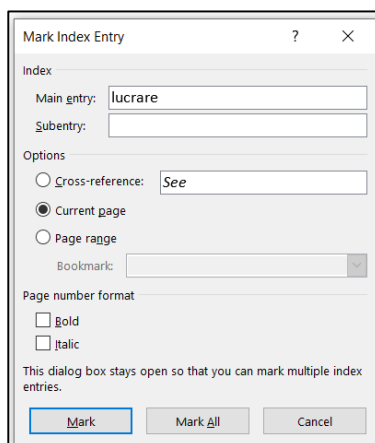 Mark Index Entry ? X
Index
Main entry: lucrare
Subentry:
Options
Cross-reference: See
Current page
Page range
Bookmark:
Page number format
Bold
Italic
This dialog box stays open so that you can mark multiple index
entries.
Mark Mark All Cancel